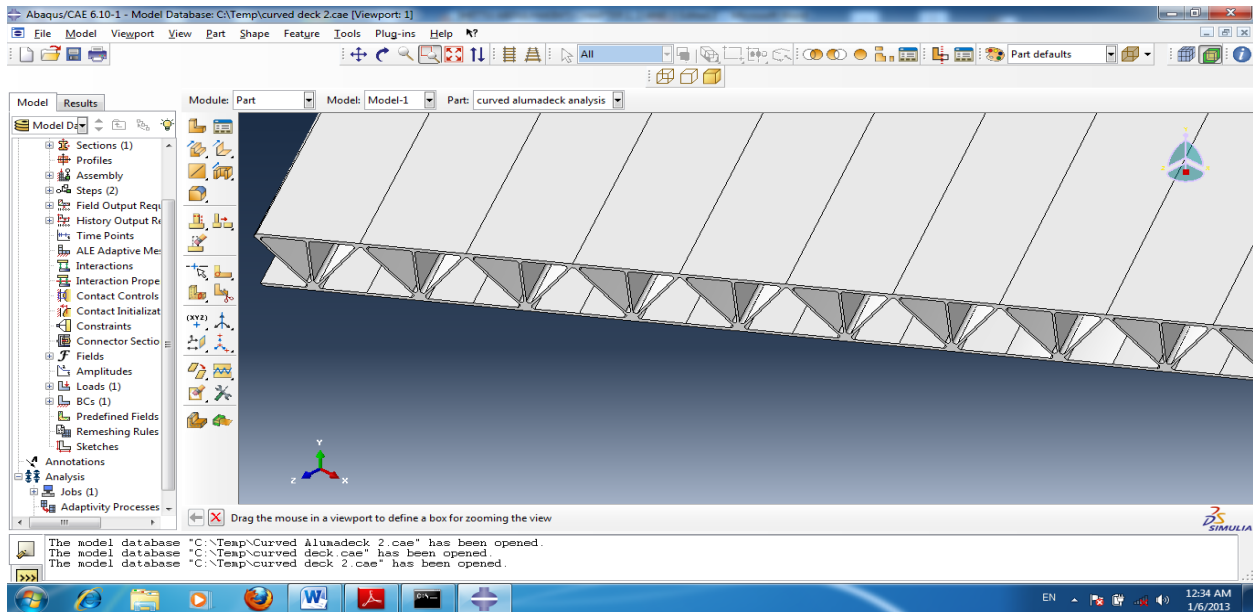 Abaqus/CAE 6.10-1 - Model Database: C:\Temp\curved deck 2.cae [Viewport: 1]
File Model Viewport View Part Shape Feature Tools Plug-ins Help
All Part defaults
Model Results
Module: Part Model: Model-1 Part: curved alumadeck analysis
Model Da
Sections (1)
Profiles
Assembly
Steps (2)
Field Output Requ
History Output Re
Time Points
ALE Adaptive Me
Interactions
Interaction Prope
Contact Controls
Contact Initializat
Constraints
Connector Sectio
Fields
Amplitudes
Loads (1)
BCs (1)
Predefined Fields
Remeshing Rules
Sketches
Annotations
Analysis
Jobs (1)
Adaptivity Processes
(XYZ)
Y
Z X
Drag the mouse in a viewport to define a box for zooming the view
SIMULIA
The model database "C:\Temp\Curved Alumadeck 2.cae" has been opened.
The model database "C:\Temp\curved deck.cae" has been opened.
The model database "C:\Temp\curved deck 2.cae" has been opened.
>>>
EN 12:34 AM
1/6/2013